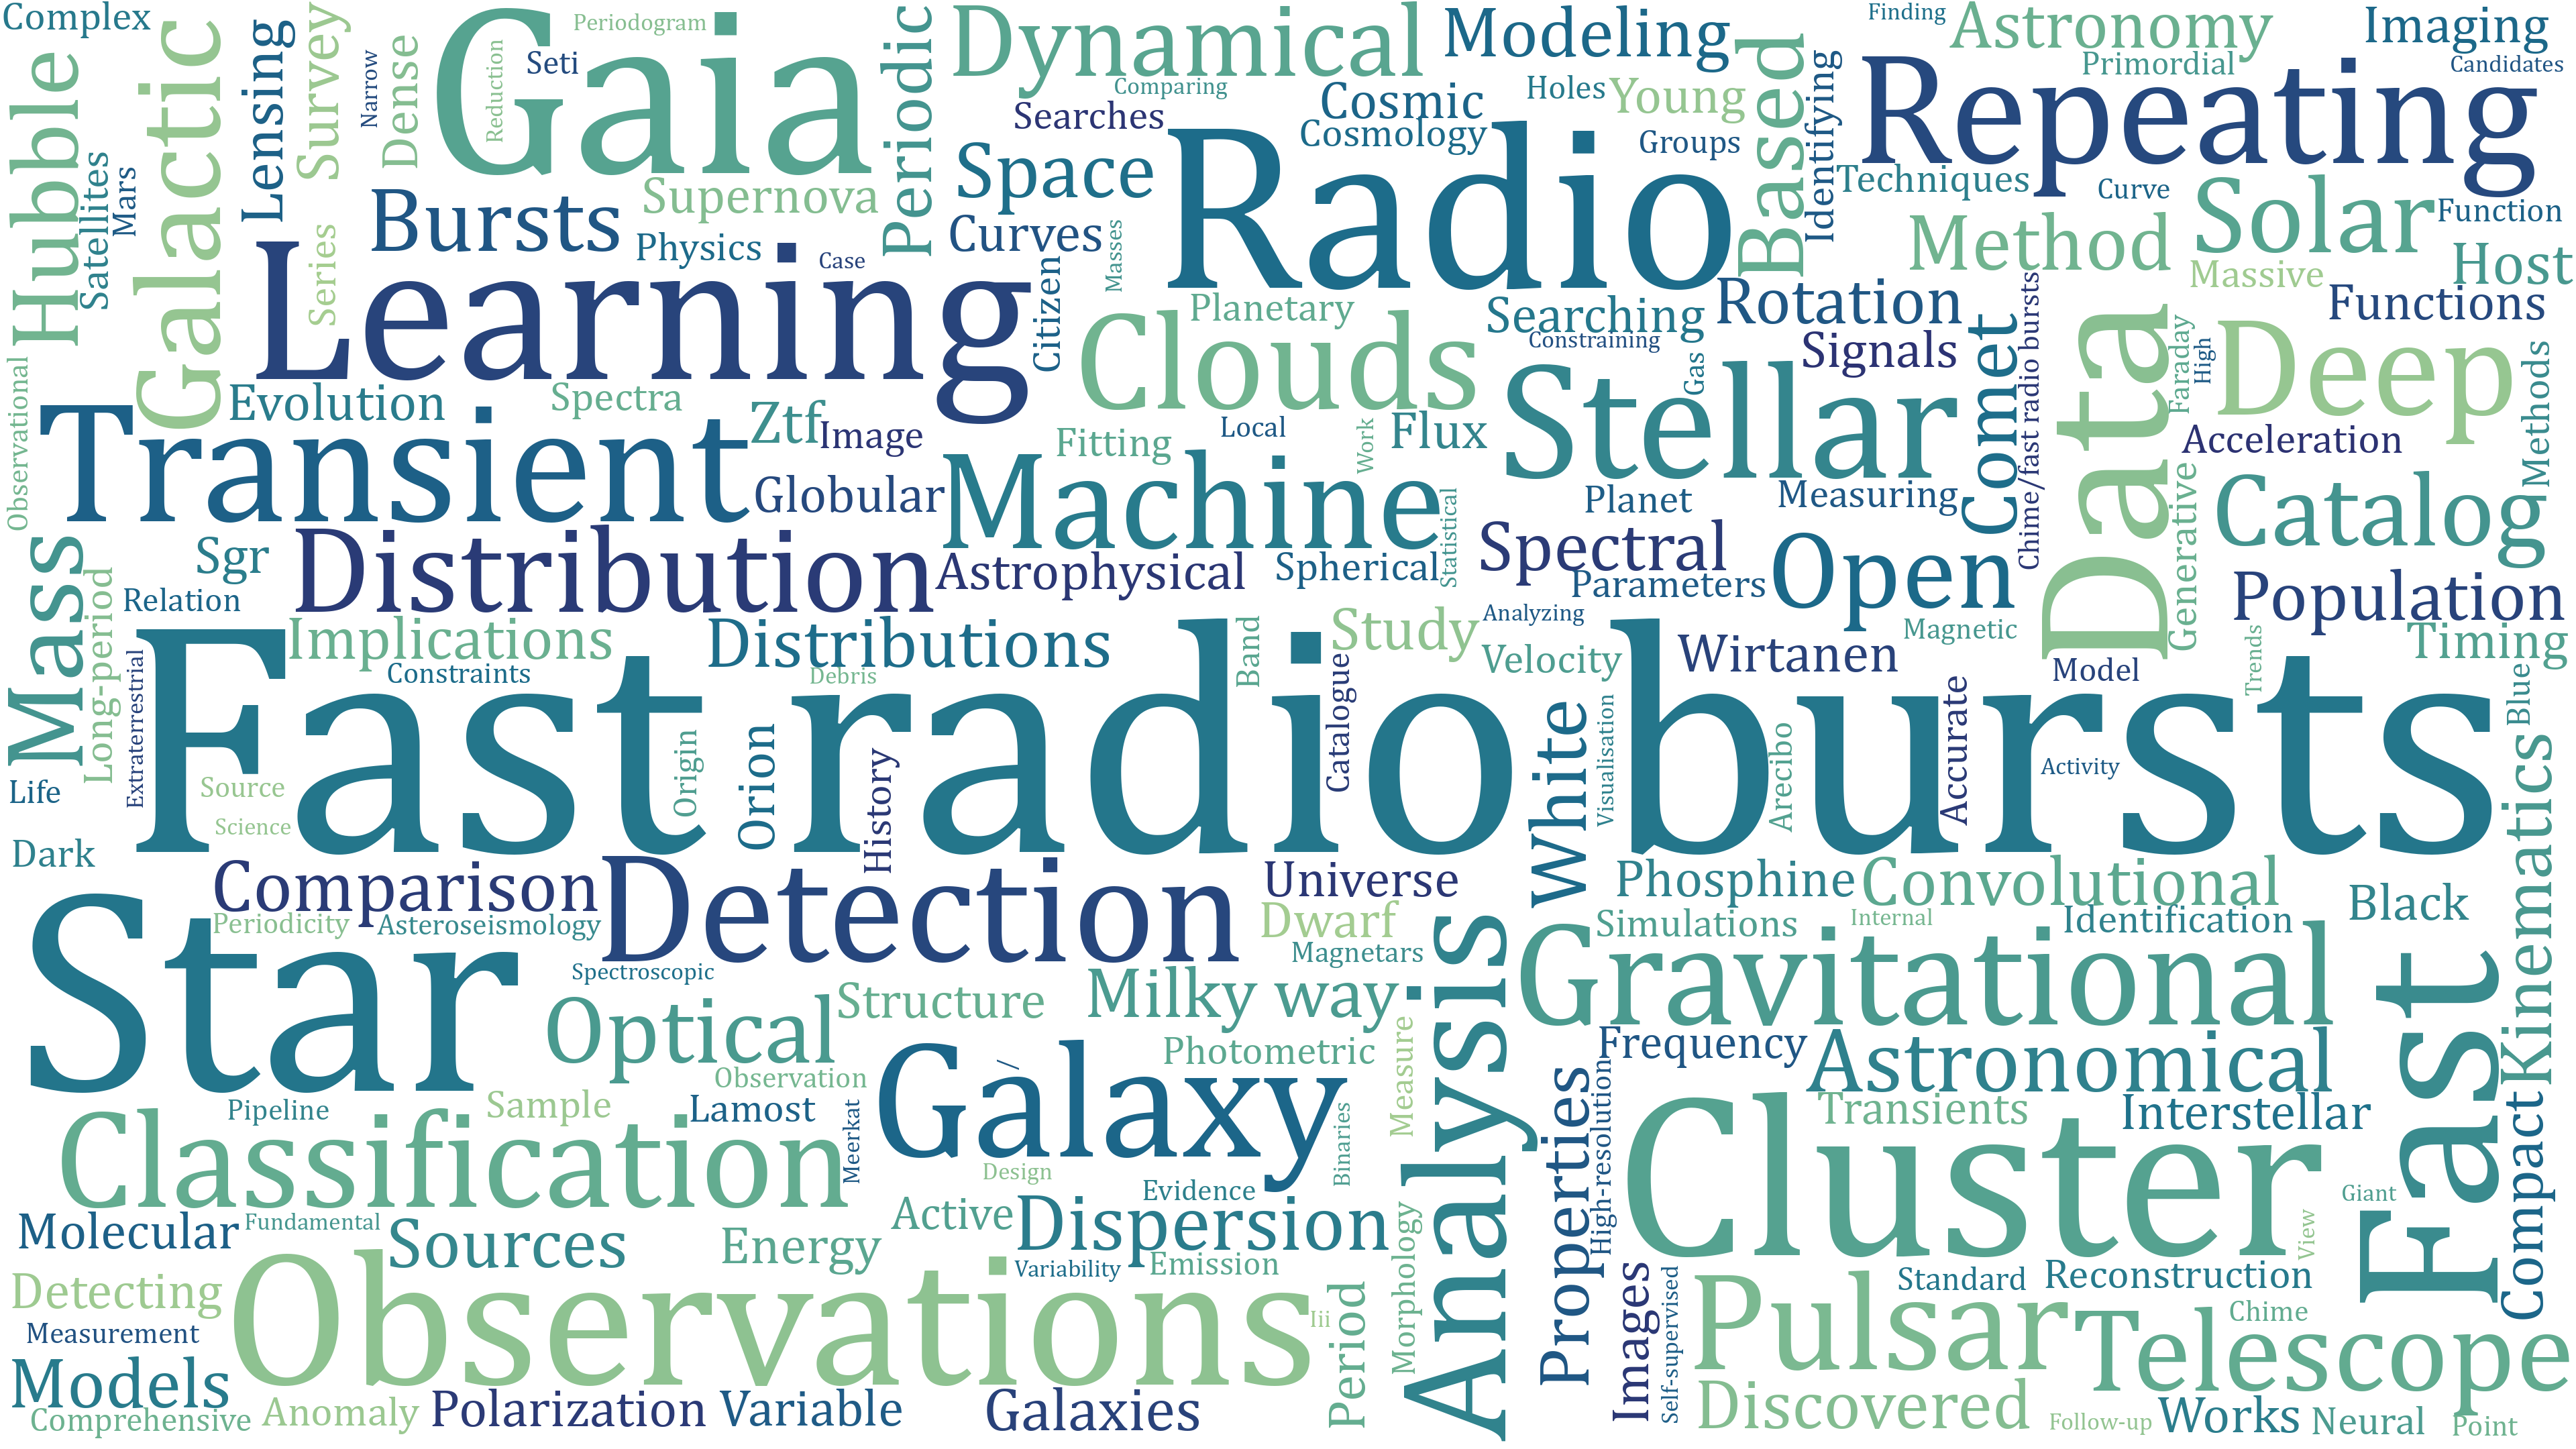 Complex
Periodogram
Finding
Hubble
Galactic
Lensing
Survey
Narrow
Dense
Gaia
Reduction
Seti
Periodic
Dynamical
Comparing
Modeling
Based
Astronomy
Primordial
Imaging
Candidates
Searches
Cosmic
Cosmology
Holes
Young
Groups
Identifying
Repeating
Satellites
Mars
Bursts
Supernova
Physics
Case
Series
Space
Curves
Masses
Citizen
Radio
Techniques
Curve
Method
Solar
Function
Host
Massive
Functions
Learning
Planetary
Clouds
Searching
Constraining
Rotation
Signals
Gas
Comet
Chime/fast radio bursts
Data
Faraday
High
Deep
Methods
Observational
Evolution
Spectra
Ztf
Image
Transient
Globular
Fitting
Local
Work
Flux
Stellar
Planet
Measuring
Acceleration
Generative
Catalog
Machine
Statistical
Mass
Long-period
Sgr
Relation
Distribution
Astrophysical
Spherical
Spectral
Parameters
Open
Population
Implications
Constraints
Distributions
Debris
Band
Study
Analyzing
Velocity
Wirtanen
Magnetic
Model
Trends
Timing
Blue
Extraterrestrial
Fast radio bursts
Life
Source
Science
Origin
Orion
History
Catalogue
White
Visualisation
Arecibo
Accurate
Activity
Kinematics
Dark
Comparison
Periodicity
Asteroseismology
Detection
Universe
Dwarf
Magnetars
Phosphine
Convolutional
Simulations
Internal
Identification
Black
Star
Spectroscopic
Optical
Structure
Milky way
Analysis
Gravitational
Fast
Photometric
Measure
Frequency
Astronomical
Observation
Galaxy
/
Pipeline
Sample
Lamost
Meerkat
Design
Binaries
Properties
High-resolution
Transients
Interstellar
Compact
Classification
Cluster
Giant
View
Molecular
Fundamental
Sources
Energy
Active
Evidence
Dispersion
Variability
Emission
Morphology
Detecting
Observations
Iii
Period
Images
Self-supervised
Pulsar
Standard
Reconstruction
Chime
Telescope
Measurement
Models
Comprehensive
Anomaly
Polarization
Variable
Galaxies
Discovered
Follow-up
Works
Neural
Point